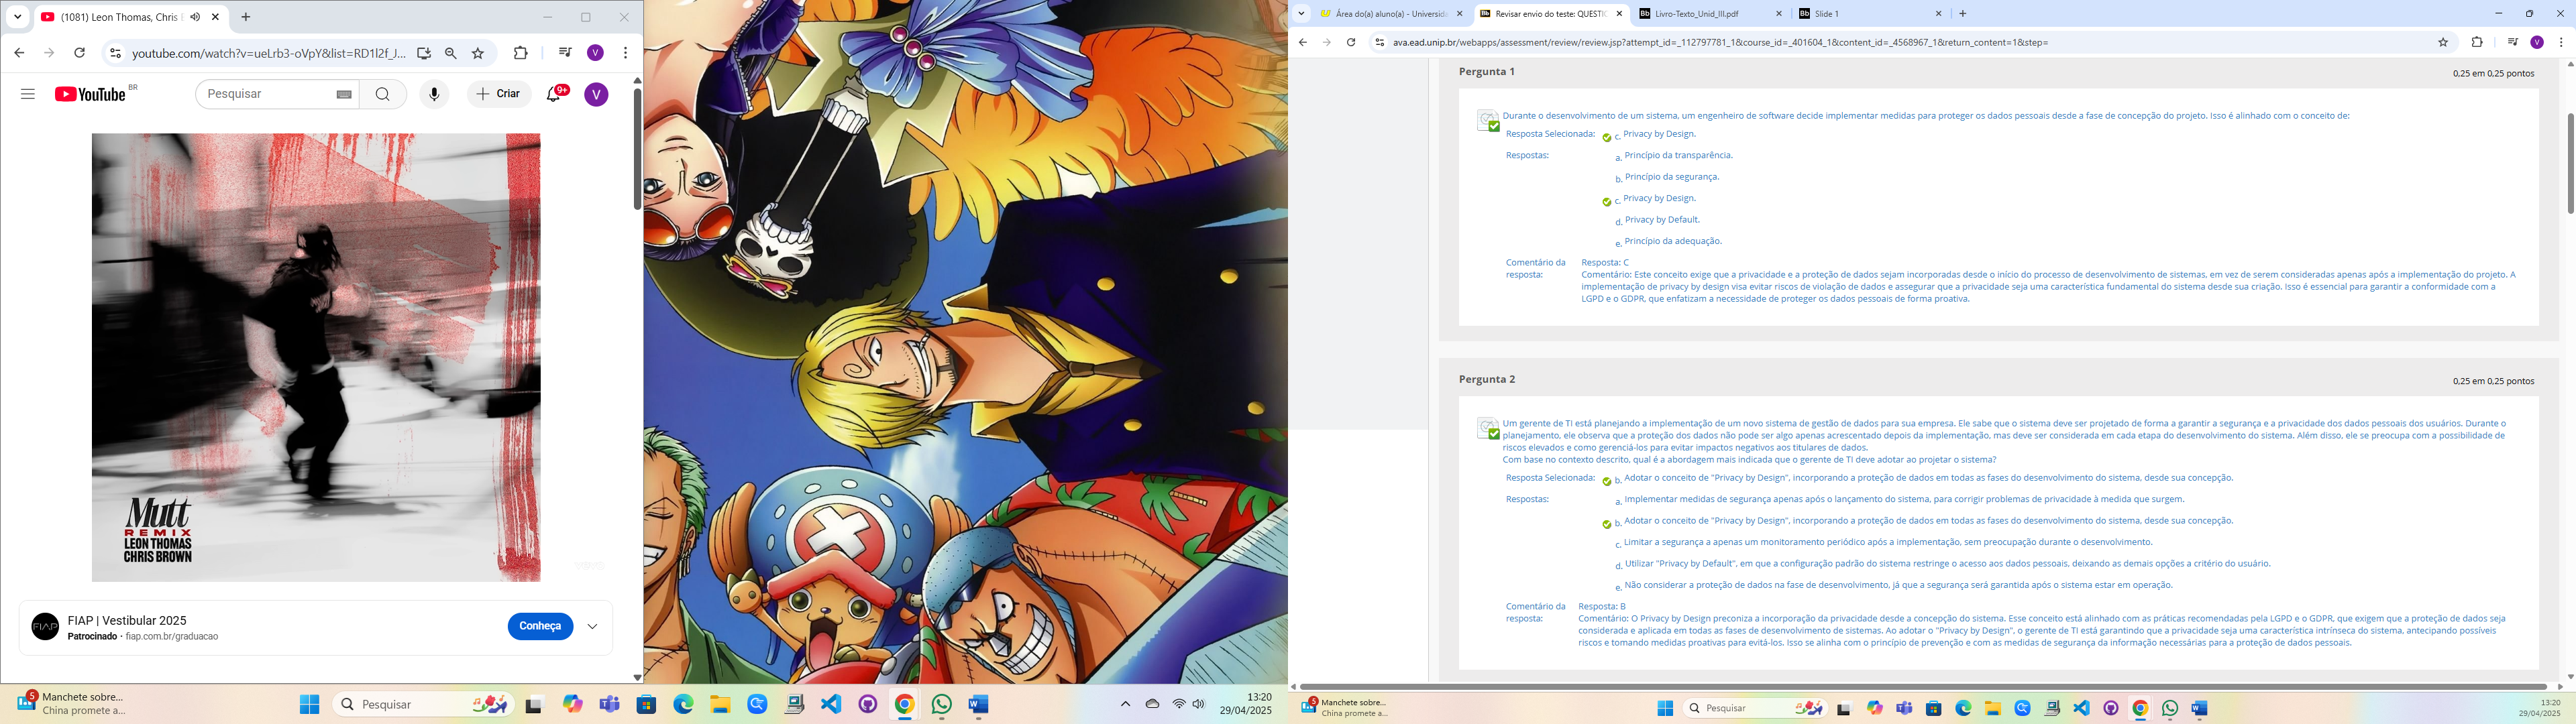 (1081) Leon Thomas, Chris
youtube.com/watch?v=ueLrb3-oVpY&list=RD1l2f_J...
YouTube BR
Pesquisar
Criar
9+
V
Mutt
REMIX
LEON THOMAS
CHRIS BROWN
vevo
FIAP
FIAP | Vestibular 2025
Patrocinado · fiap.com.br/graduacao
Conheça
5
Manchete sobre...
China promete a...
Pesquisar
13:20
29/04/2025
Área do(a) aluno(a) - Universida
Revisar envio do teste: QUESTIO
Livro-Texto_Unid_III.pdf
Slide 1
ava.ead.unip.br/webapps/assessment/review/review.jsp?attempt_id=_112797781_1&course_id=_401604_1&content_id=_4568967_1&return_content=1&step=
Pergunta 1
0,25 em 0,25 pontos
Durante o desenvolvimento de um sistema, um engenheiro de software decide implementar medidas para proteger os dados pessoais desde a fase de concepção do projeto. Isso é alinhado com o conceito de:
Resposta Selecionada: c. Privacy by Design.
Respostas: a. Princípio da transparência.
b. Princípio da segurança.
c. Privacy by Design.
d. Privacy by Default.
e. Princípio da adequação.
Comentário da resposta:
Resposta: C
Comentário: Este conceito exige que a privacidade e a proteção de dados sejam incorporadas desde o início do processo de desenvolvimento de sistemas, em vez de serem consideradas apenas após a implementação do projeto. A
implementação de privacy by design visa evitar riscos de violação de dados e assegurar que a privacidade seja uma característica fundamental do sistema desde sua criação. Isso é essencial para garantir a conformidade com a
LGPD e o GDPR, que enfatizam a necessidade de proteger os dados pessoais de forma proativa.
Pergunta 2
0,25 em 0,25 pontos
Um gerente de TI está planejando a implementação de um novo sistema de gestão de dados para sua empresa. Ele sabe que o sistema deve ser projetado de forma a garantir a segurança e a privacidade dos dados pessoais dos usuários. Durante o
planejamento, ele observa que a proteção dos dados não pode ser algo apenas acrescentado depois da implementação, mas deve ser considerada em cada etapa do desenvolvimento do sistema. Além disso, ele se preocupa com a possibilidade de
riscos elevados e como gerenciá-los para evitar impactos negativos aos titulares de dados.
Com base no contexto descrito, qual é a abordagem mais indicada que o gerente de TI deve adotar ao projetar o sistema?
Resposta Selecionada: b. Adotar o conceito de "Privacy by Design", incorporando a proteção de dados em todas as fases do desenvolvimento do sistema, desde sua concepção.
Respostas: a. Implementar medidas de segurança apenas após o lançamento do sistema, para corrigir problemas de privacidade à medida que surgem.
b. Adotar o conceito de "Privacy by Design", incorporando a proteção de dados em todas as fases do desenvolvimento do sistema, desde sua concepção.
c. Limitar a segurança a apenas um monitoramento periódico após a implementação, sem preocupação durante o desenvolvimento.
d. Utilizar "Privacy by Default", em que a configuração padrão do sistema restringe o acesso aos dados pessoais, deixando as demais opções a critério do usuário.
e. Não considerar a proteção de dados na fase de desenvolvimento, já que a segurança será garantida após o sistema estar em operação.
Comentário da resposta:
Resposta: B
Comentário: O Privacy by Design preconiza a incorporação da privacidade desde a concepção do sistema. Esse conceito está alinhado com as práticas recomendadas pela LGPD e o GDPR, que exigem que a proteção de dados seja
considerada e aplicada em todas as fases de desenvolvimento de sistemas. Ao adotar o "Privacy by Design", o gerente de TI está garantindo que a privacidade seja uma característica intrínseca do sistema, antecipando possíveis
riscos e tomando medidas proativas para evitá-los. Isso se alinha com o princípio de prevenção e com as medidas de segurança da informação necessárias para a proteção de dados pessoais.
5
Manchete sobre...
China promete a...
Pesquisar
13:20
29/04/2025